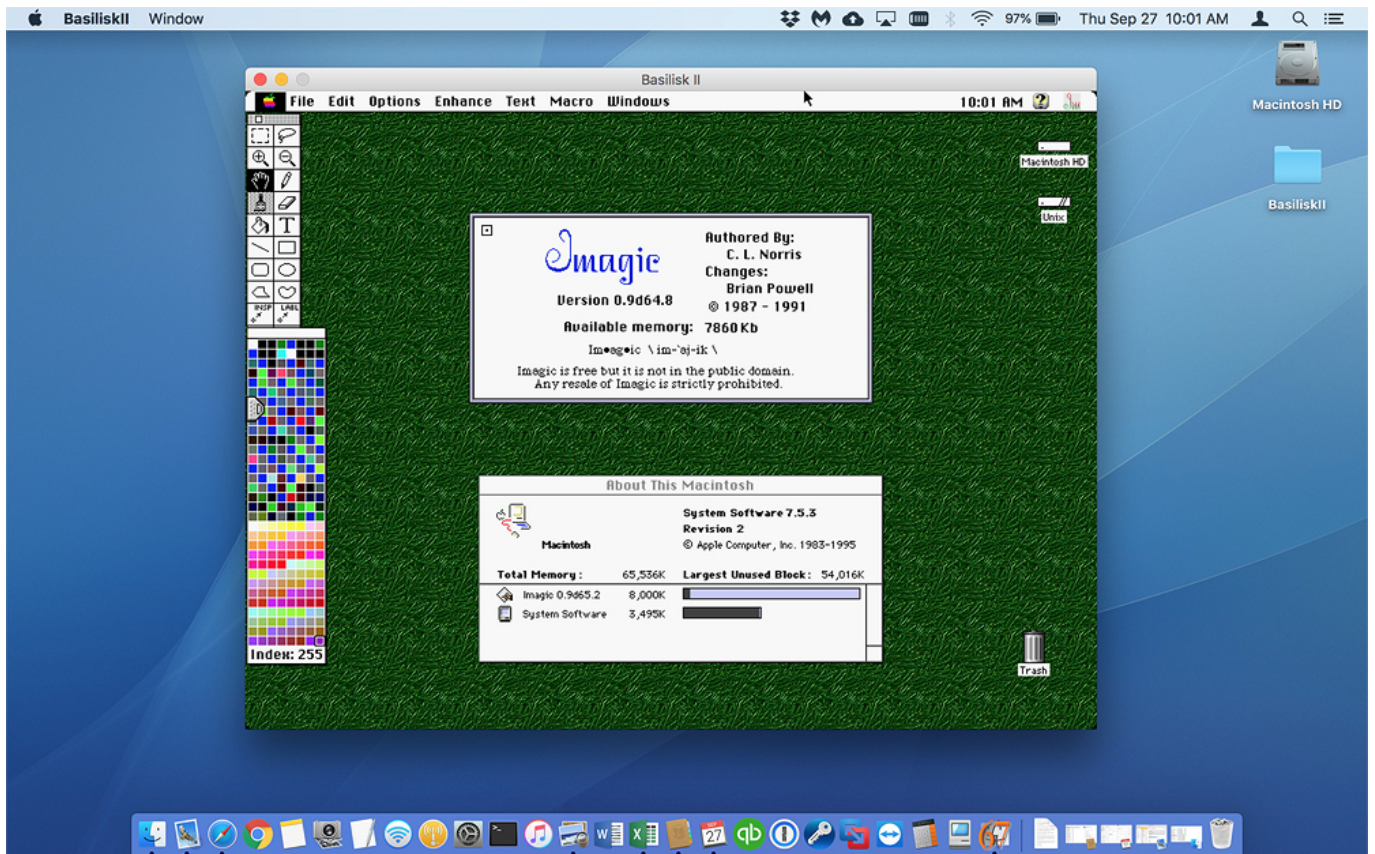 BasiliskII Window
97% Thu Sep 27 10:01 AM
Macintosh HD
BasiliskII
Basilisk II
File Edit Options Enhance Text Macro Windows
10:01 AM
INSP LABL
Index: 255
Macintosh HD
Unix
Imagic
Version 0.9d64.8
Authored By:
C. L. Norris
Changes:
Brian Powell
© 1987 - 1991
Available memory: 7860 Kb
Im•ag•ic \ im-`aj-ik \
Imagic is free but it is not in the public domain.
Any resale of Imagic is strictly prohibited.
About This Macintosh
System Software 7.5.3
Revision 2
Macintosh
© Apple Computer, Inc. 1983-1995
Total Memory : 65,536K Largest Unused Block : 54,016K
Imagic 0.9d65.2 8,000K
System Software 3,495K
Trash
27
qb